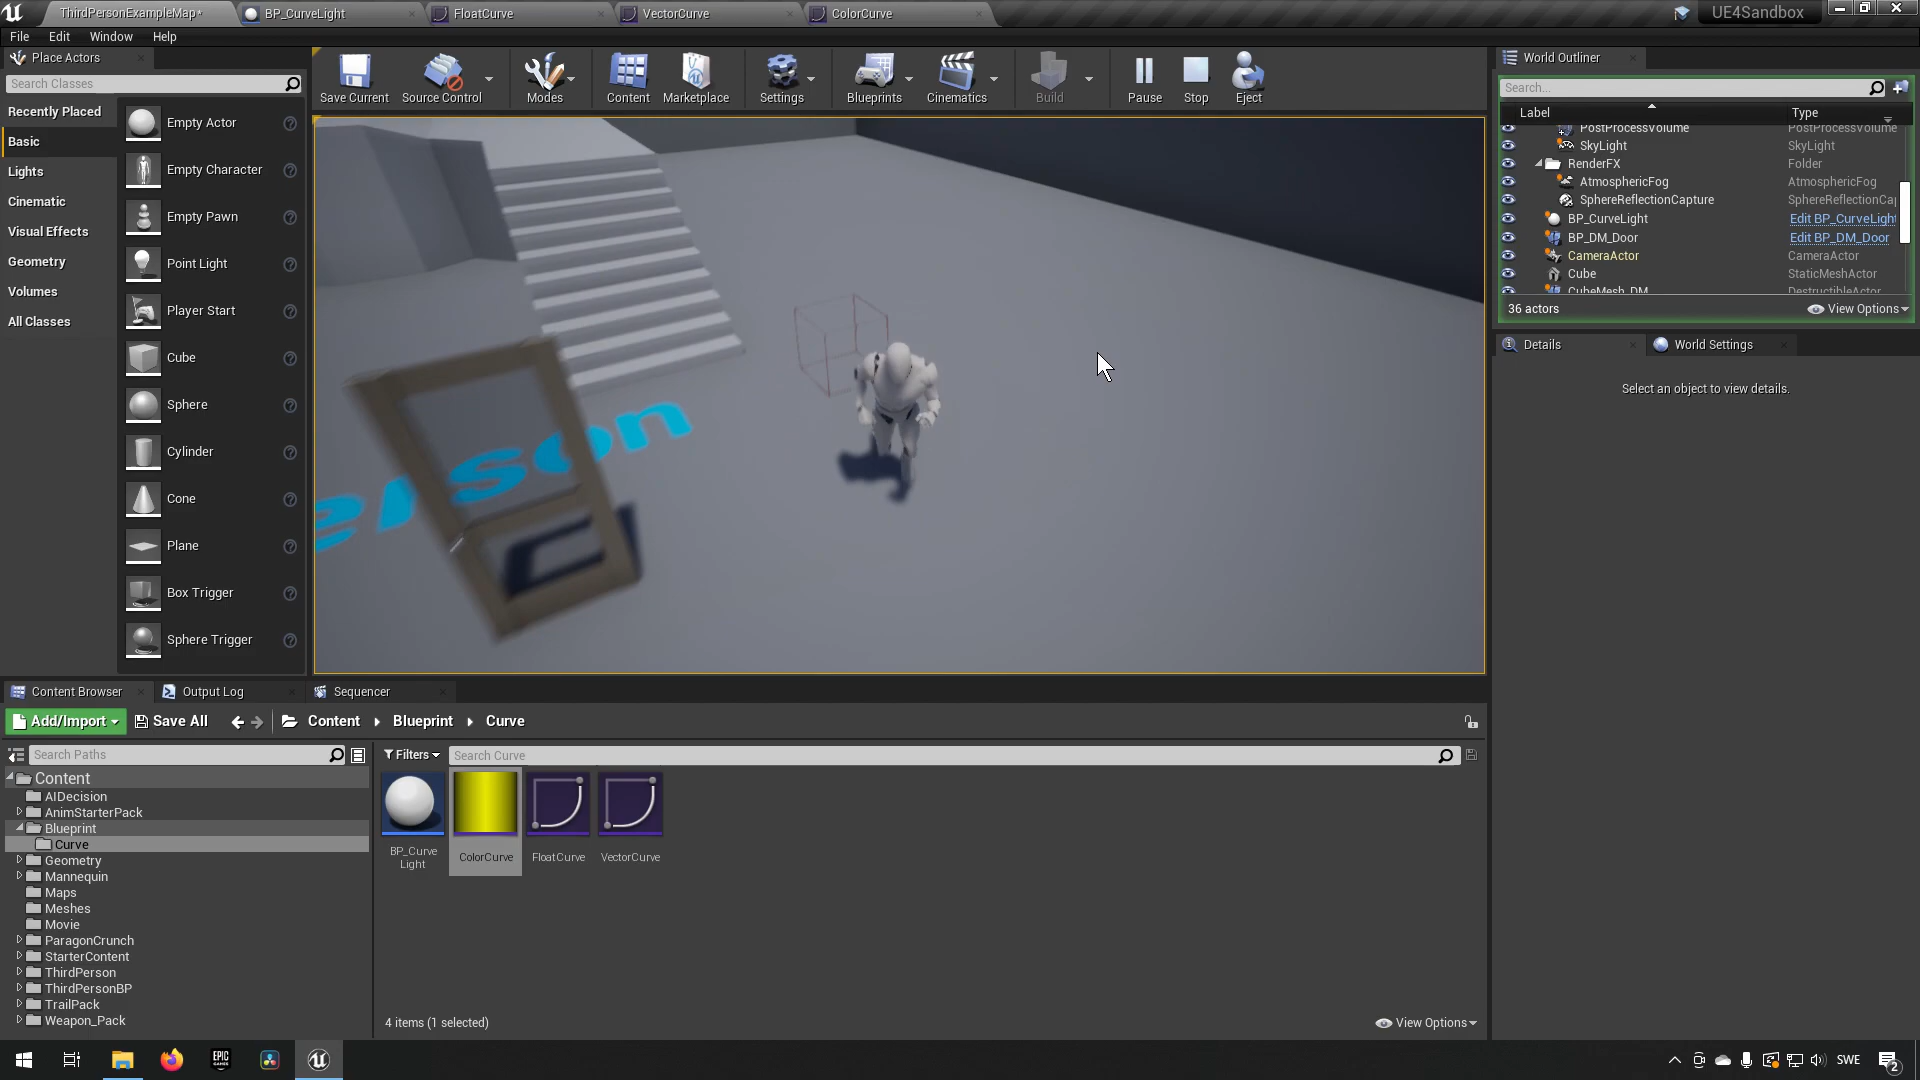 ThirdPersonExampleMap*
BP_CurveLight
FloatCurve
VectorCurve
ColorCurve
UE4Sandbox
File
Edit
Window
Help
Place Actors
Search Classes
Recently Placed
Basic
Lights
Cinematic
Visual Effects
Geometry
Volumes
All Classes
Empty Actor
Empty Character
Empty Pawn
Point Light
Player Start
Cube
Sphere
Cylinder
Cone
Plane
Box Trigger
Sphere Trigger
Save Current
Source Control
Modes
Content
Marketplace
Settings
Blueprints
Cinematics
Build
Pause
Stop
Eject
erson
World Outliner
Search...
Label
Type
PostProcessVolume PostProcessVolume
SkyLight SkyLight
RenderFX Folder
AtmosphericFog AtmosphericFog
SphereReflectionCapture SphereReflectionCap
BP_CurveLight Edit BP_CurveLight
BP_DM_Door Edit BP_DM_Door
CameraActor CameraActor
Cube StaticMeshActor
CubeMesh_DM DestructibleActor
36 actors
View Options
Details
World Settings
Select an object to view details.
Content Browser
Output Log
Sequencer
Add/Import
Save All
Content
Blueprint
Curve
Search Paths
Filters
Search Curve
Content
AIDecision
AnimStarterPack
Blueprint
Curve
Geometry
Mannequin
Maps
Meshes
Movie
ParagonCrunch
StarterContent
ThirdPerson
ThirdPersonBP
TrailPack
Weapon_Pack
BP_Curve
Light
ColorCurve
FloatCurve
VectorCurve
4 items (1 selected)
View Options
EPIC
GAMES
SWE
2